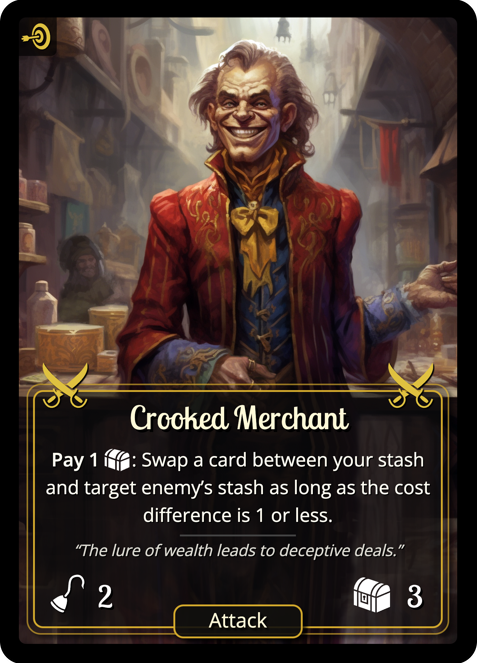 Crooked Merchant
Pay 1 : Swap a card between your stash
and target enemy’s stash as long as the cost
difference is 1 or less.
“The lure of wealth leads to deceptive deals.”
2
3
Attack